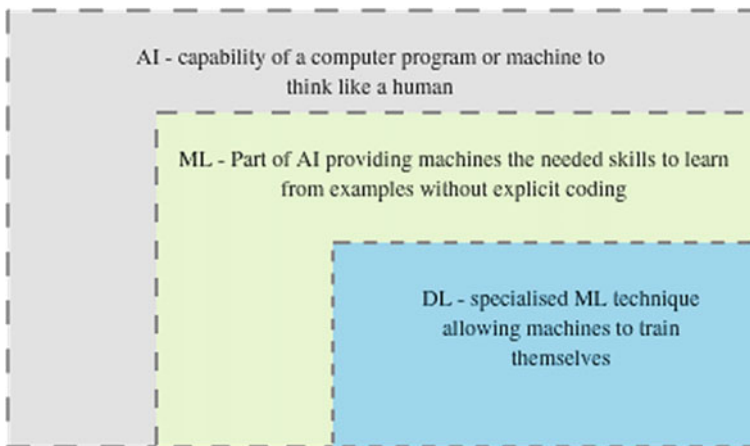 AI - capability of a computer program or machine to
think like a human
ML - Part of AI providing machines the needed skills to learn
from examples without explicit coding
DL - specialised ML technique
allowing machines to train
themselves